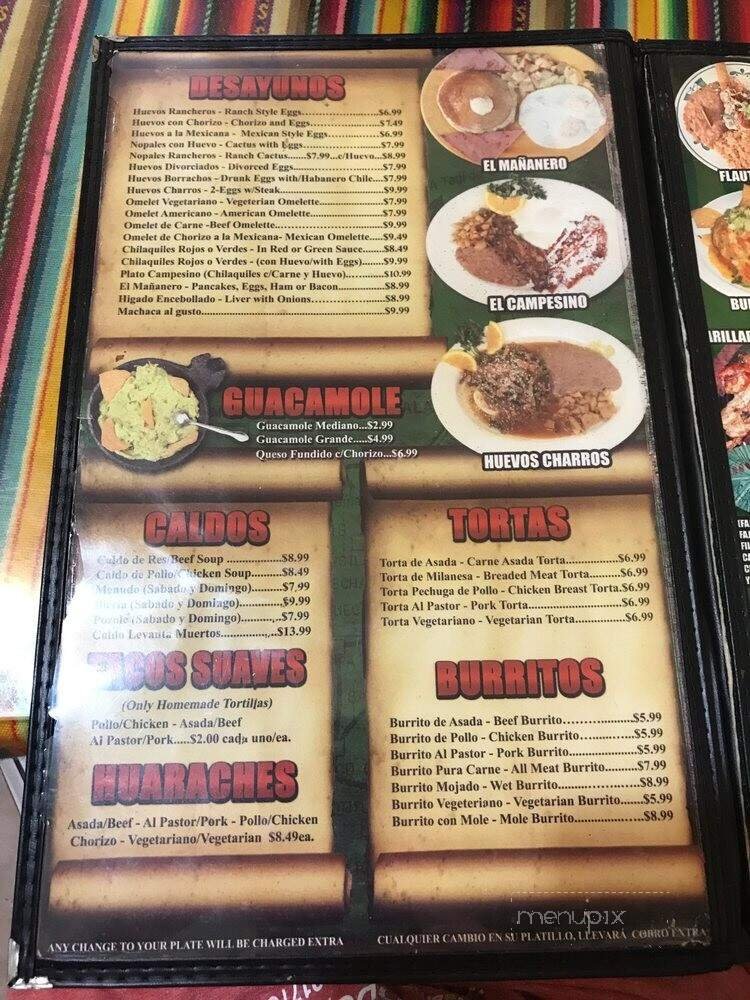 DESAYUNOS
Huevos Rancheros - Ranch Style Eggs....................$6.99
Huevos con Chorizo - Chorizo and Eggs..................$7.49
Huevos a la Mexicana - Mexican Style Eggs...............$6.99
Nopales con Huevo - Cactus with Eggs....................$7.99
Nopales Rancheros - Ranch Cactus.......$7.99...c/Huevo...$8.99
Huevos Divorciados - Divorced Eggs......................$7.99
Huevos Borrachos - Drunk Eggs with/Habanero Chile....$7.99
Huevos Charros - 2-Eggs w/Steak..........................$9.99
Omelet Vegetariano - Vegeterian Omelette................$7.99
Omelet Americano - American Omelette..................$7.99
Omelet de Carne -Beef Omelette.........................$9.99
Omelet de Chorizo a la Mexicana- Mexican Omelette....$9.49
Chilaquiles Rojos o Verdes - In Red or Green Sauce......$8.49
Chilaquiles Rojos o Verdes - (con Huevo/with Eggs)......$9.99
Plato Campesino (Chilaquiles c/Carne y Huevo)...........$10.99
El Mañanero - Pancakes, Eggs, Ham or Bacon.............$8.99
Higado Encebollado - Liver with Onions..................$8.99
Machaca al gusto..........................................$9.99
EL MAÑANERO
EL CAMPESINO
HUEVOS CHARROS
GUACAMOLE
Guacamole Mediano...$2.99
Guacamole Grande.....$4.99
Queso Fundido c/Chorizo...$6.99
CALDOS
Caldo de Res/Beef Soup ................$8.99
Caldo de Pollo/Chicken Soup..........$8.49
Menudo (Sabado y Domingo)..........$7.99
Birria (Sabado y Domiago)............$9.99
Pozole (Sabado y Domingo)............$7.99
Caldo Levanta Muertos................$13.99
TACOS SUAVES
(Only Homemade Tortillas)
Pollo/Chicken - Asada/Beef
Al Pastor/Pork.....$2.00 cada uno/ea.
HUARACHES
Asada/Beef - Al Pastor/Pork - Pollo/Chicken
Chorizo - Vegetariano/Vegetarian $8.49ea.
TORTAS
Torta de Asada - Carne Asada Torta...............$6.99
Torta de Milanesa - Breaded Meat Torta.........$6.99
Torta Pechuga de Pollo - Chicken Breast Torta.$6.99
Torta Al Pastor - Pork Torta...........................$6.99
Torta Vegetariano - Vegetarian Torta..............$6.99
BURRITOS
Burrito de Asada - Beef Burrito....................$5.99
Burrito de Pollo - Chicken Burrito................$5.99
Burrito Al Pastor - Pork Burrito...................$5.99
Burrito Pura Carne - All Meat Burrito.........$7.99
Burrito Mojado - Wet Burrito.......................$8.99
Burrito Vegeteriano - Vegetarian Burrito.......$5.99
Burrito con Mole - Mole Burrito...................$8.99
ANY CHANGE TO YOUR PLATE WILL BE CHARGED EXTRA
CUALQUIER CAMBIO EN SU PLATILLO, LLEVARÁ COBRO EXTRA
menupix
FLAUT
BU
ARILLAD